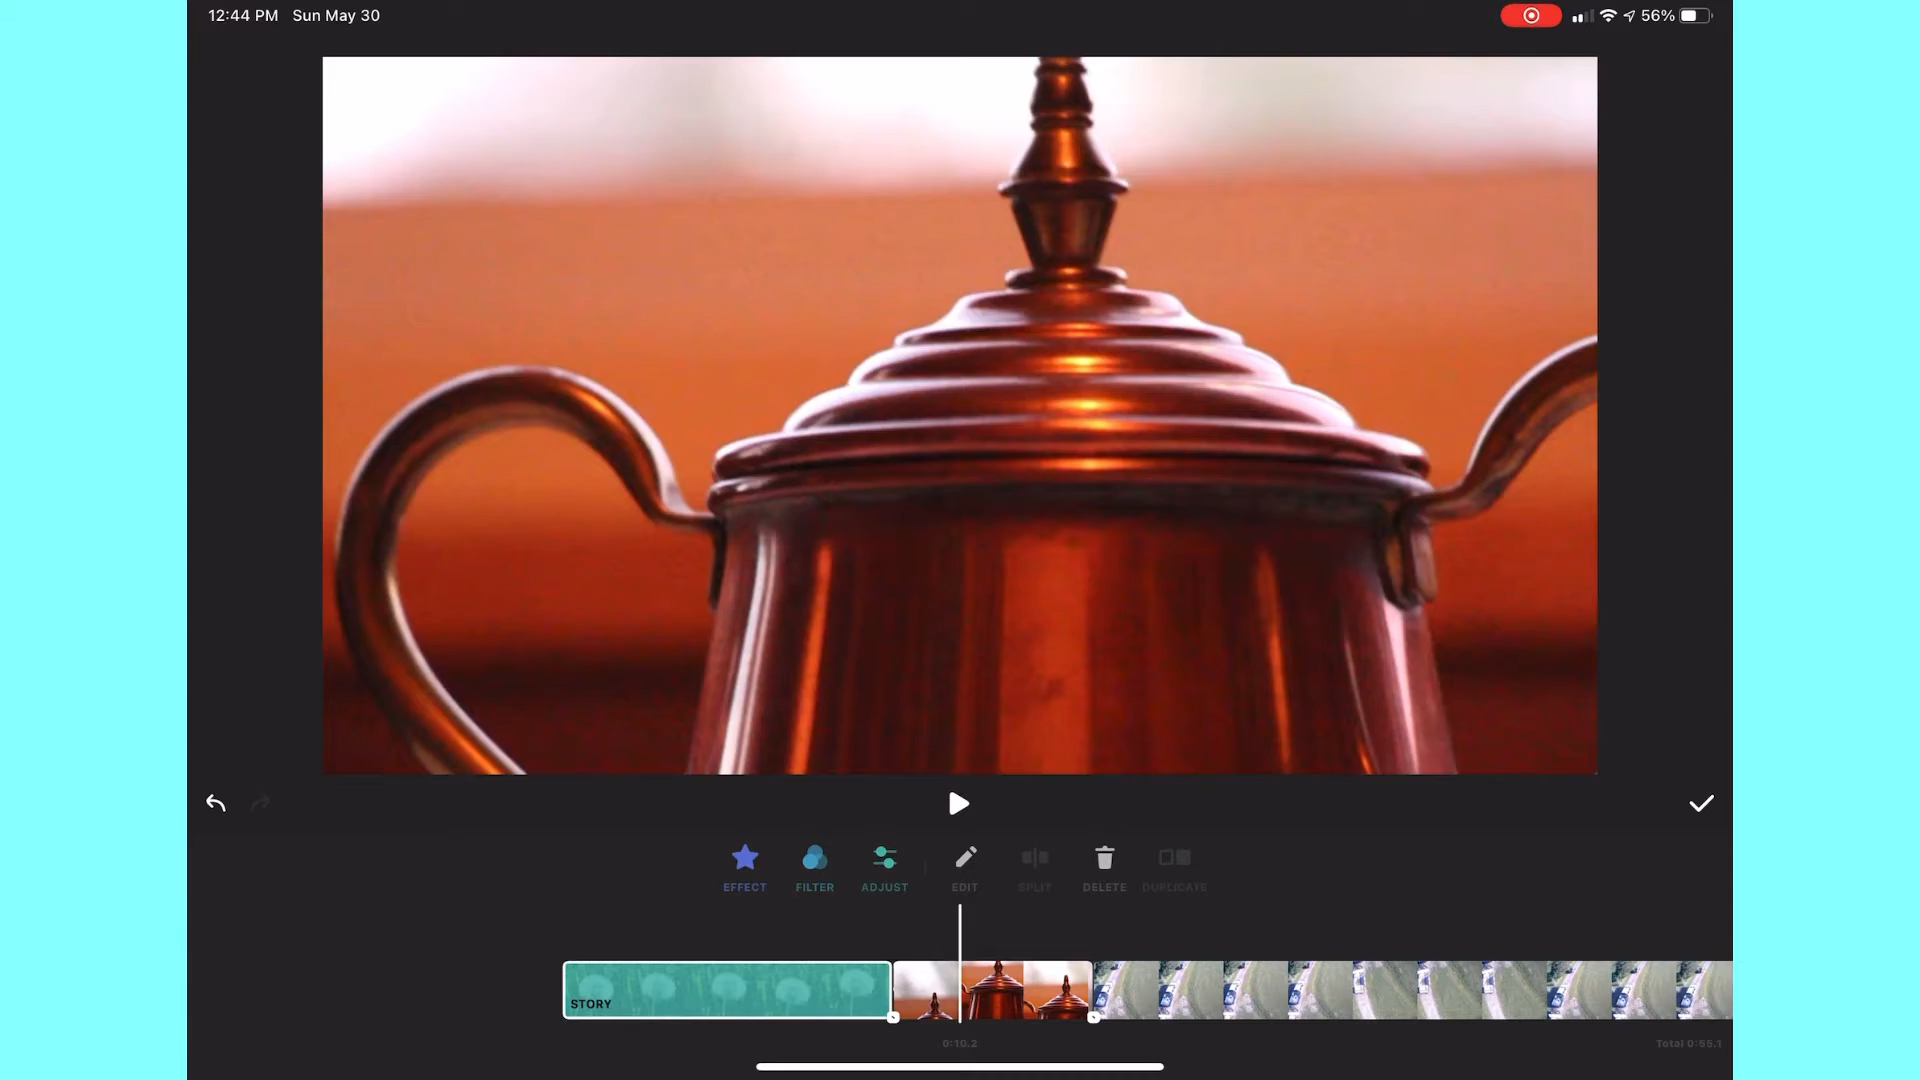 12:44 PM Sun May 30
56%
EFFECT FILTER ADJUST EDIT SPLIT DELETE DUPLICATE
STORY
0:10.2
Total 0:55.1